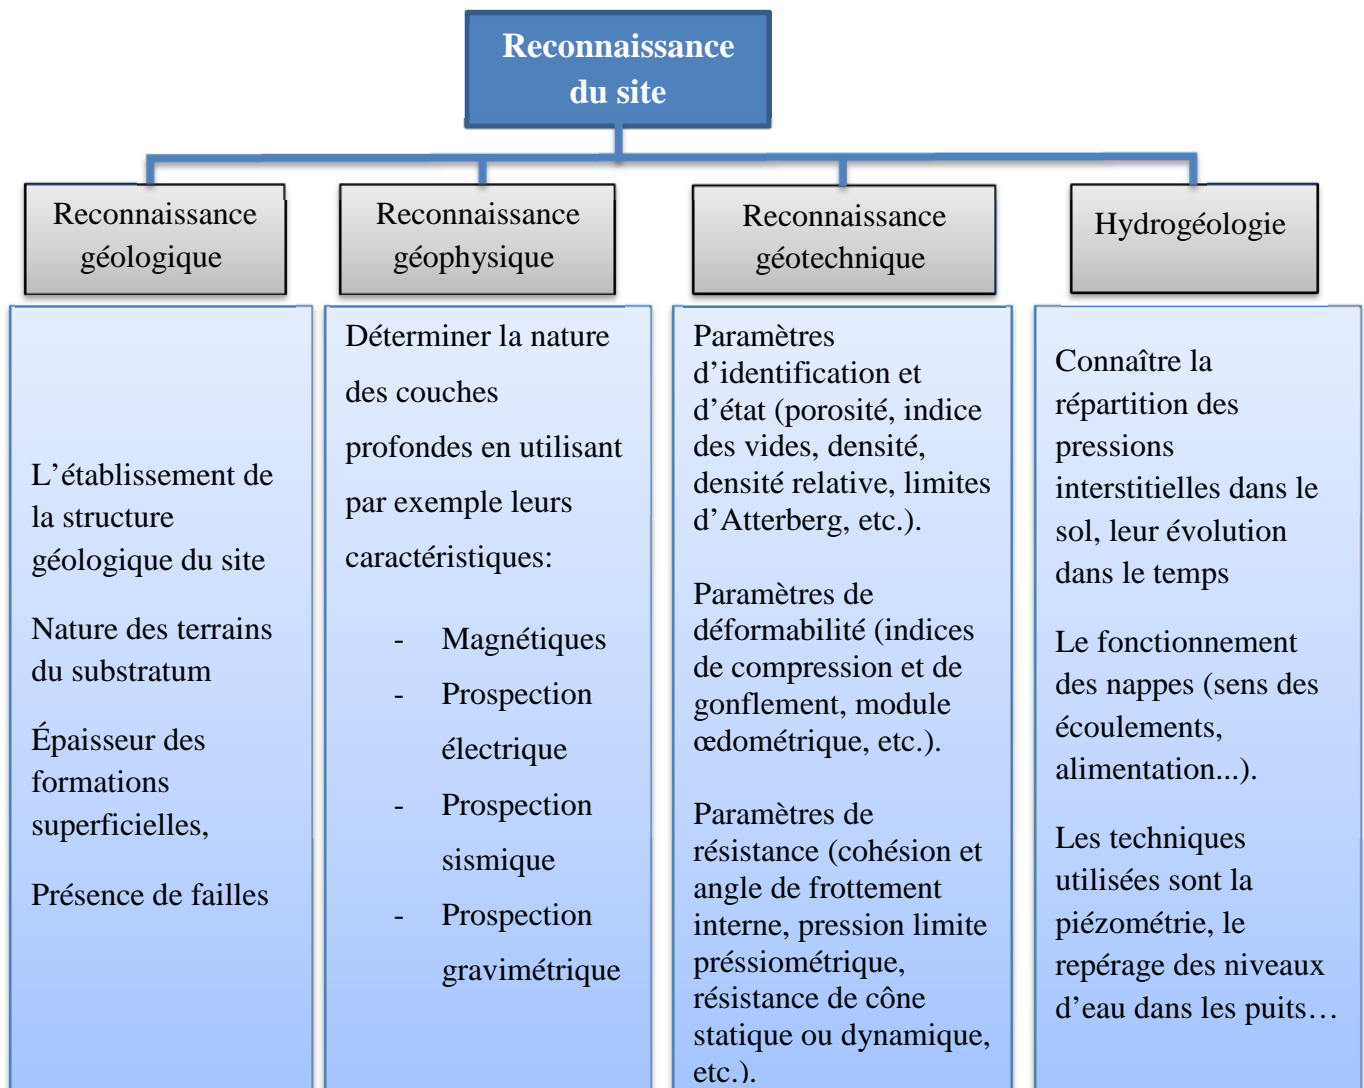 Reconnaissance
du site
Reconnaissance
géologique
Reconnaissance
géophysique
Reconnaissance
géotechnique
Hydrogéologie
L’établissement de
la structure
géologique du site
Nature des terrains
du substratum
Épaisseur des
formations
superficielles,
Présence de failles
Déterminer la nature
des couches
profondes en utilisant
par exemple leurs
caractéristiques:
- Magnétiques
- Prospection
électrique
- Prospection
sismique
- Prospection
gravimétrique
Paramètres
d’identification et
d’état (porosité, indice
des vides, densité,
densité relative, limites
d’Atterberg, etc.).
Paramètres de
déformabilité (indices
de compression et de
gonflement, module
œdométrique, etc.).
Paramètres de
résistance (cohésion et
angle de frottement
interne, pression limite
préssiométrique,
résistance de cône
statique ou dynamique,
etc.).
Connaître la
répartition des
pressions
interstitielles dans le
sol, leur évolution
dans le temps
Le fonctionnement
des nappes (sens des
écoulements,
alimentation...).
Les techniques
utilisées sont la
piézométrie, le
repérage des niveaux
d’eau dans les puits…